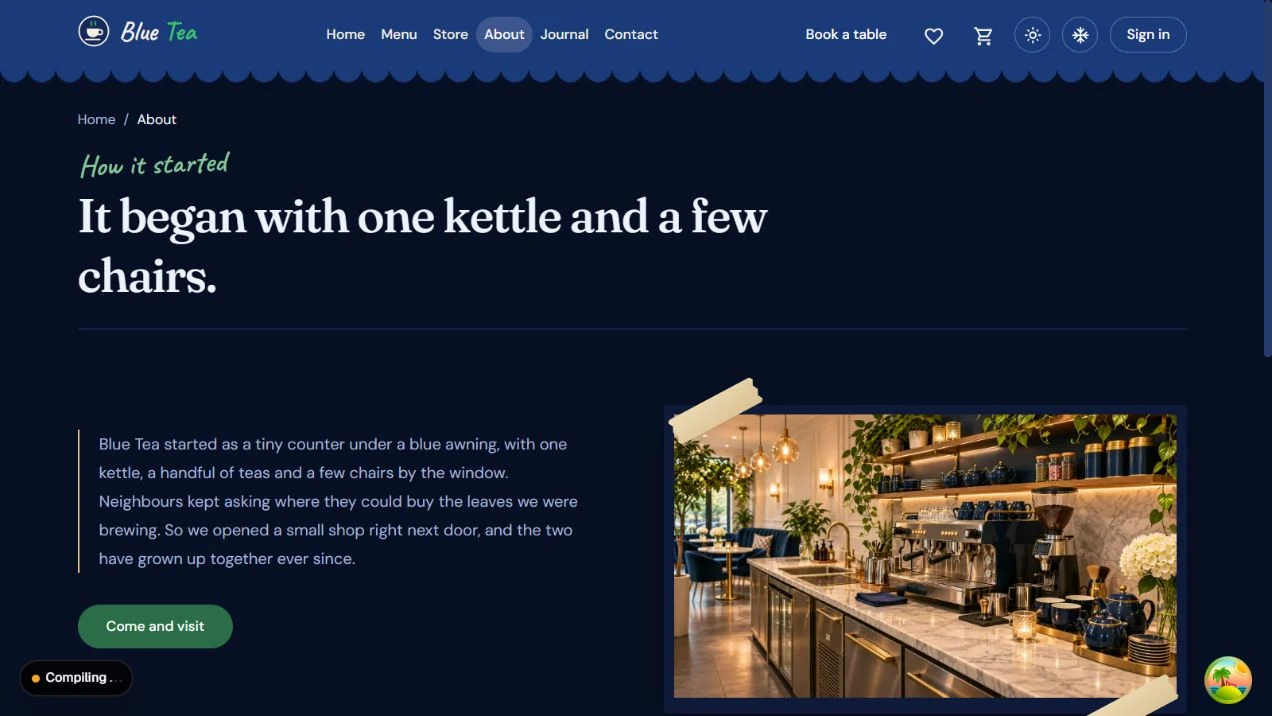 Blue Tea
Home Menu Store About Journal Contact
Book a table
Sign in
Home / About
How it started
It began with one kettle and a few
chairs.
Blue Tea started as a tiny counter under a blue awning, with one
kettle, a handful of teas and a few chairs by the window.
Neighbours kept asking where they could buy the leaves we were
brewing. So we opened a small shop right next door, and the two
have grown up together ever since.
Come and visit
Compiling ...